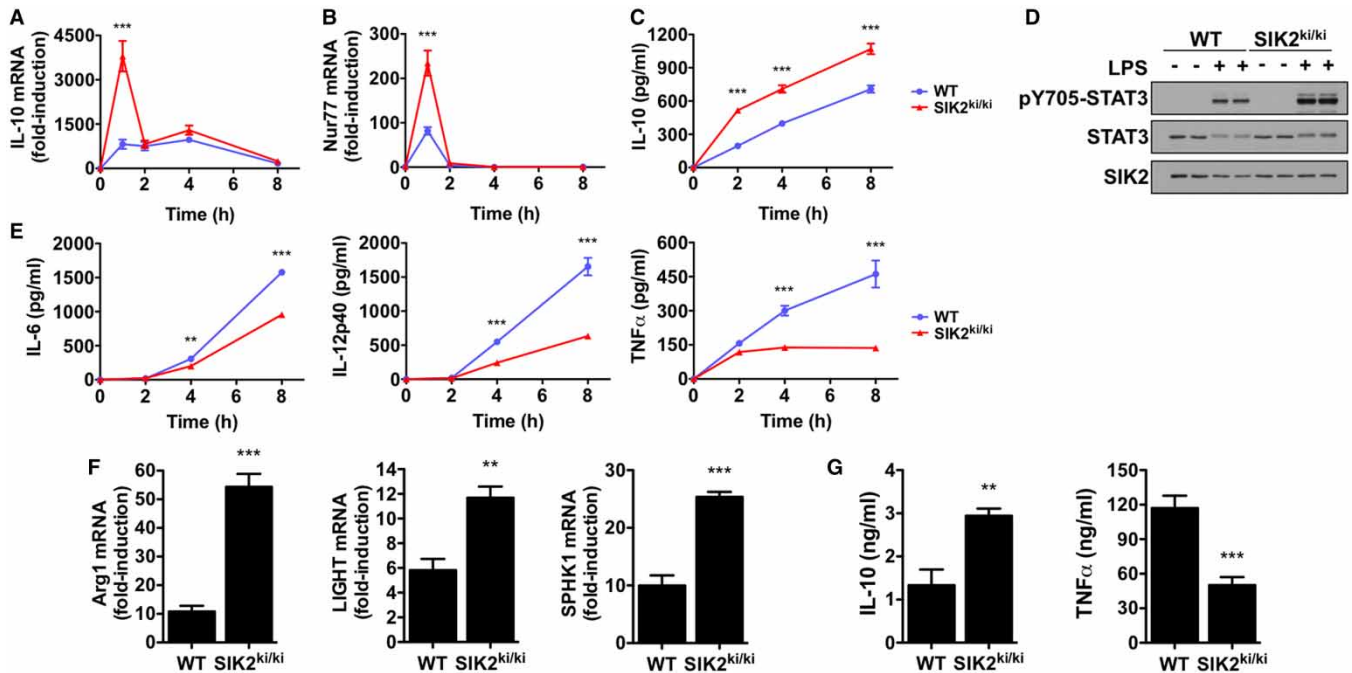 A
IL-10 mRNA
(fold-induction)
4500
3000
1500
0
***
0 2 4 6 8
Time (h)
B
Nur77 mRNA
(fold-induction)
300
200
100
0
***
0 2 4 6 8
Time (h)
C
IL-10 (pg/ml)
1200
900
600
300
0
*** *** ***
0 2 4 6 8
Time (h)
WT
SIK2ki/ki
D
WT SIK2ki/ki
LPS - - + + - - + +
pY705-STAT3
STAT3
SIK2
E
IL-6 (pg/ml)
2000
1500
1000
500
0
** ***
0 2 4 6 8
Time (h)
IL-12p40 (pg/ml)
2000
1500
1000
500
0
*** ***
0 2 4 6 8
Time (h)
TNFα (pg/ml)
600
450
300
150
0
*** ***
0 2 4 6 8
Time (h)
WT
SIK2ki/ki
F
Arg1 mRNA
(fold-induction)
60
50
40
30
20
10
0
***
WT SIK2ki/ki
LIGHT mRNA
(fold-induction)
14
12
10
8
6
4
2
0
**
WT SIK2ki/ki
SPHK1 mRNA
(fold-induction)
30
20
10
0
***
WT SIK2ki/ki
G
IL-10 (ng/ml)
4
3
2
1
0
**
WT SIK2ki/ki
TNFα (ng/ml)
150
120
90
60
30
0
***
WT SIK2ki/ki